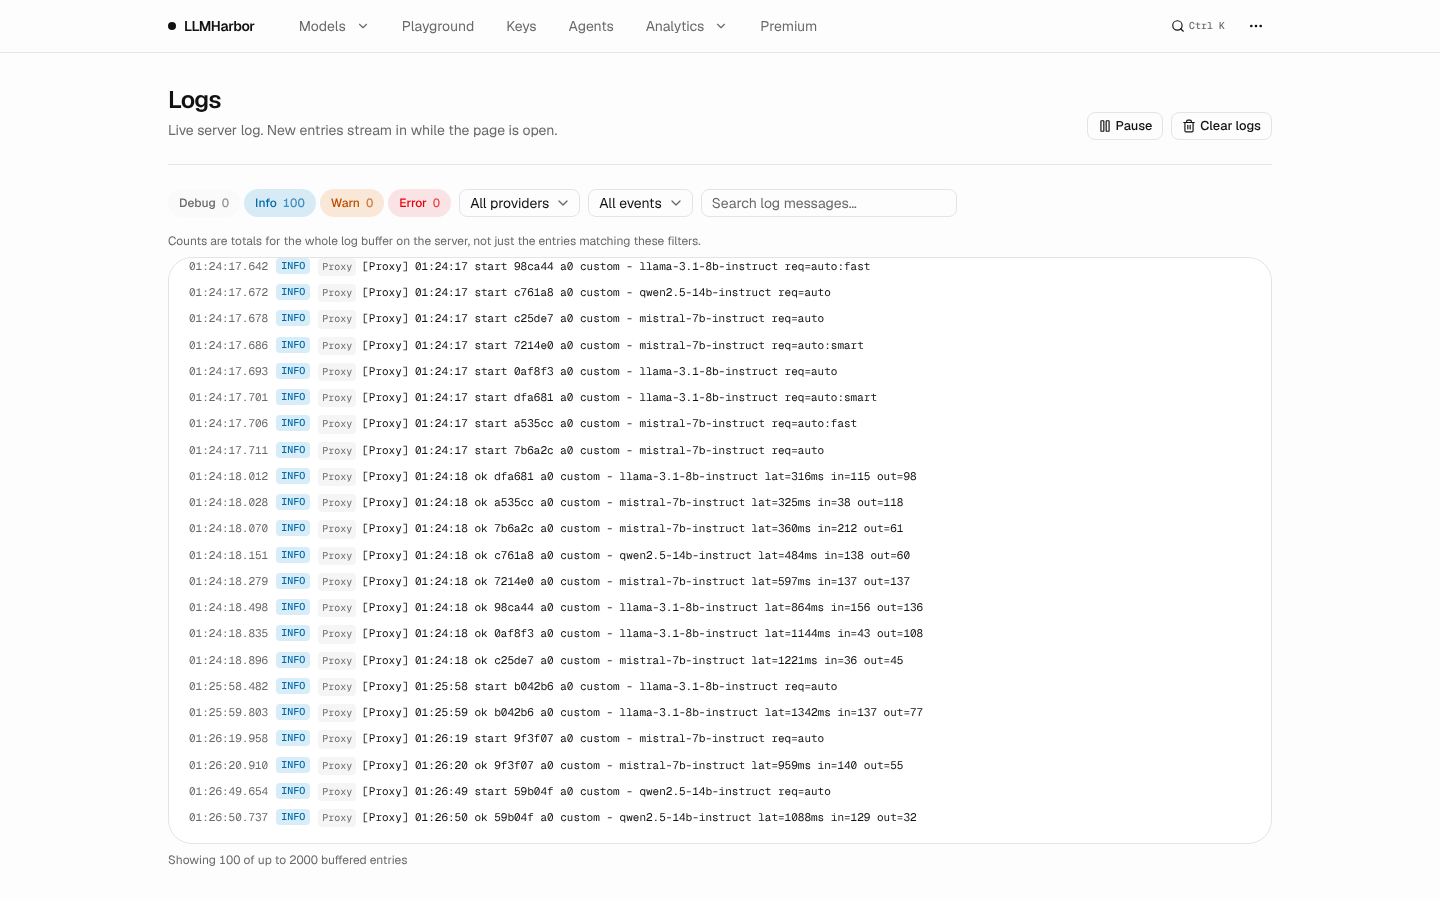 LLMHarbor Models Playground Keys Agents Analytics Premium Ctrl K
Logs
Live server log. New entries stream in while the page is open.
Pause Clear logs
Debug 0 Info 100 Warn 0 Error 0 All providers All events Search log messages...
Counts are totals for the whole log buffer on the server, not just the entries matching these filters.
01:24:17.642 INFO Proxy [Proxy] 01:24:17 start 98ca44 a0 custom - llama-3.1-8b-instruct req=auto:fast
01:24:17.672 INFO Proxy [Proxy] 01:24:17 start c761a8 a0 custom - qwen2.5-14b-instruct req=auto
01:24:17.678 INFO Proxy [Proxy] 01:24:17 start c25de7 a0 custom - mistral-7b-instruct req=auto
01:24:17.686 INFO Proxy [Proxy] 01:24:17 start 7214e0 a0 custom - mistral-7b-instruct req=auto:smart
01:24:17.693 INFO Proxy [Proxy] 01:24:17 start 0af8f3 a0 custom - llama-3.1-8b-instruct req=auto
01:24:17.701 INFO Proxy [Proxy] 01:24:17 start dfa681 a0 custom - llama-3.1-8b-instruct req=auto:smart
01:24:17.706 INFO Proxy [Proxy] 01:24:17 start a535cc a0 custom - mistral-7b-instruct req=auto:fast
01:24:17.711 INFO Proxy [Proxy] 01:24:17 start 7b6a2c a0 custom - mistral-7b-instruct req=auto
01:24:18.012 INFO Proxy [Proxy] 01:24:18 ok dfa681 a0 custom - llama-3.1-8b-instruct lat=316ms in=115 out=98
01:24:18.028 INFO Proxy [Proxy] 01:24:18 ok a535cc a0 custom - mistral-7b-instruct lat=325ms in=38 out=118
01:24:18.070 INFO Proxy [Proxy] 01:24:18 ok 7b6a2c a0 custom - mistral-7b-instruct lat=360ms in=212 out=61
01:24:18.151 INFO Proxy [Proxy] 01:24:18 ok c761a8 a0 custom - qwen2.5-14b-instruct lat=484ms in=138 out=60
01:24:18.279 INFO Proxy [Proxy] 01:24:18 ok 7214e0 a0 custom - mistral-7b-instruct lat=597ms in=137 out=137
01:24:18.498 INFO Proxy [Proxy] 01:24:18 ok 98ca44 a0 custom - llama-3.1-8b-instruct lat=864ms in=156 out=136
01:24:18.835 INFO Proxy [Proxy] 01:24:18 ok 0af8f3 a0 custom - llama-3.1-8b-instruct lat=1144ms in=43 out=108
01:24:18.896 INFO Proxy [Proxy] 01:24:18 ok c25de7 a0 custom - mistral-7b-instruct lat=1221ms in=36 out=45
01:25:58.482 INFO Proxy [Proxy] 01:25:58 start b042b6 a0 custom - llama-3.1-8b-instruct req=auto
01:25:59.803 INFO Proxy [Proxy] 01:25:59 ok b042b6 a0 custom - llama-3.1-8b-instruct lat=1342ms in=137 out=77
01:26:19.958 INFO Proxy [Proxy] 01:26:19 start 9f3f07 a0 custom - mistral-7b-instruct req=auto
01:26:20.910 INFO Proxy [Proxy] 01:26:20 ok 9f3f07 a0 custom - mistral-7b-instruct lat=959ms in=140 out=55
01:26:49.654 INFO Proxy [Proxy] 01:26:49 start 59b04f a0 custom - qwen2.5-14b-instruct req=auto
01:26:50.737 INFO Proxy [Proxy] 01:26:50 ok 59b04f a0 custom - qwen2.5-14b-instruct lat=1088ms in=129 out=32
Showing 100 of up to 2000 buffered entries